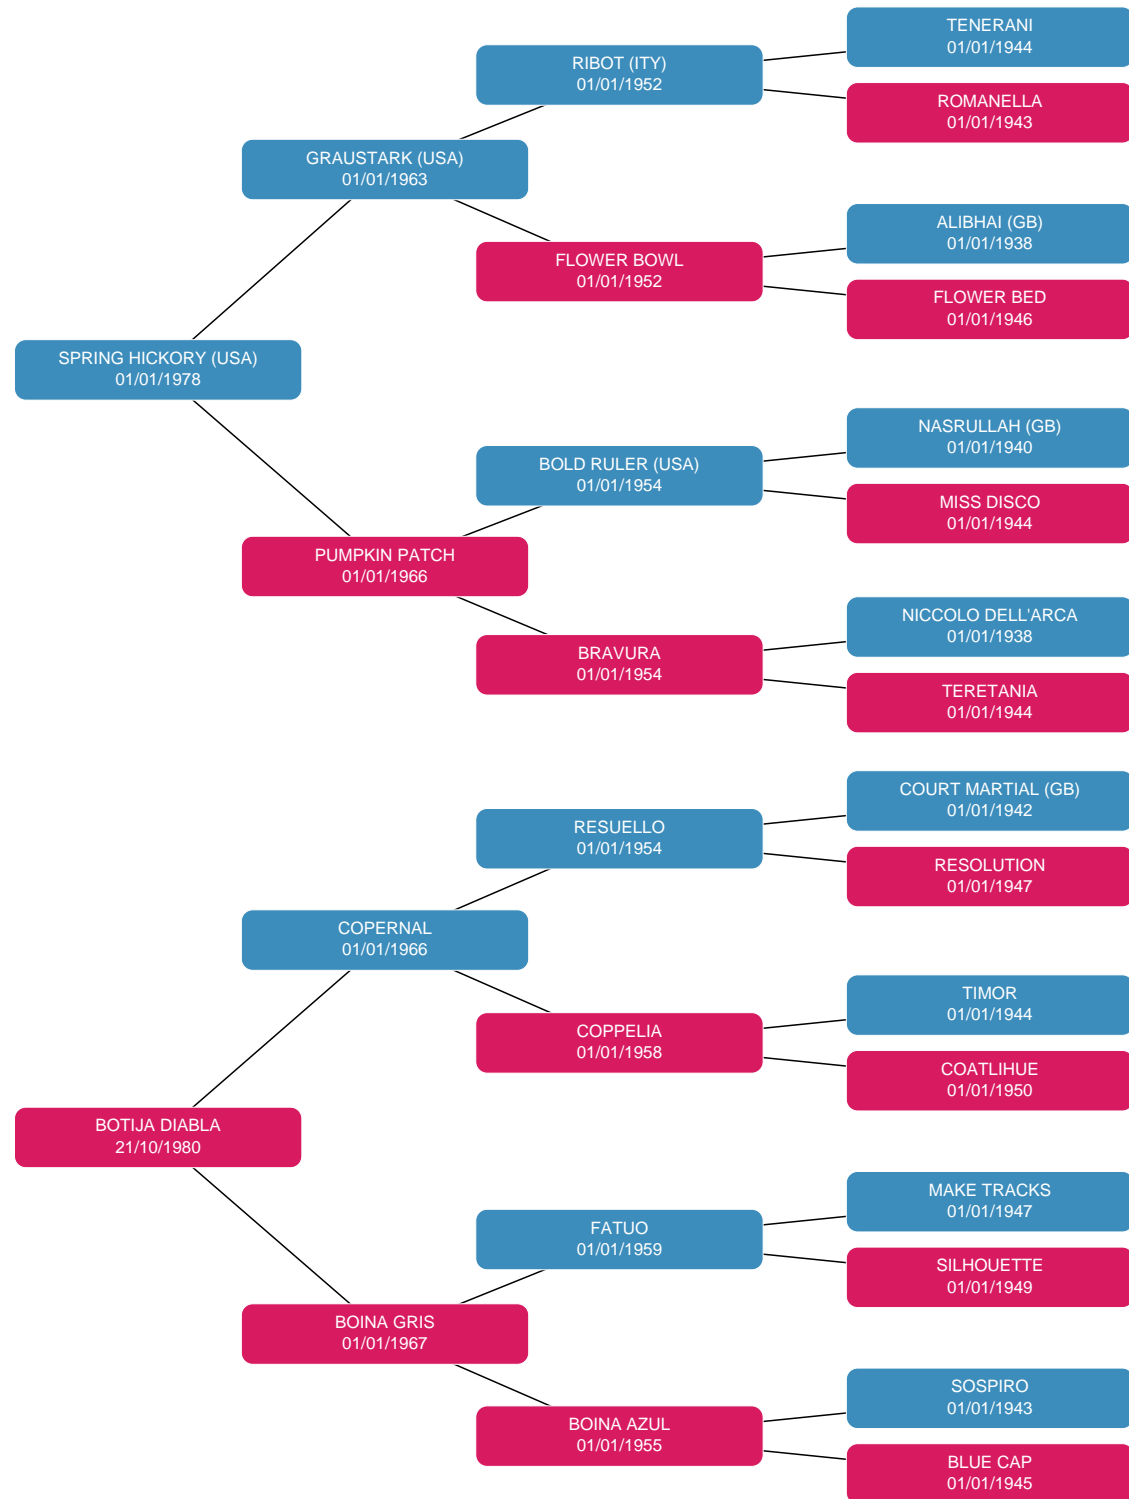 TENERANI
01/01/1944
RIBOT (ITY)
01/01/1952
ROMANELLA
01/01/1943
GRAUSTARK (USA)
01/01/1963
ALIBHAI (GB)
01/01/1938
FLOWER BOWL
01/01/1952
FLOWER BED
01/01/1946
SPRING HICKORY (USA)
01/01/1978
NASRULLAH (GB)
01/01/1940
BOLD RULER (USA)
01/01/1954
MISS DISCO
01/01/1944
PUMPKIN PATCH
01/01/1966
NICCOLO DELL'ARCA
01/01/1938
BRAVURA
01/01/1954
TERETANIA
01/01/1944
COURT MARTIAL (GB)
01/01/1942
RESUELLO
01/01/1954
RESOLUTION
01/01/1947
COPERNAL
01/01/1966
TIMOR
01/01/1944
COPPELIA
01/01/1958
COATLIHUE
01/01/1950
BOTIJA DIABLA
21/10/1980
MAKE TRACKS
01/01/1947
FATUO
01/01/1959
SILHOUETTE
01/01/1949
BOINA GRIS
01/01/1967
SOSPIRO
01/01/1943
BOINA AZUL
01/01/1955
BLUE CAP
01/01/1945